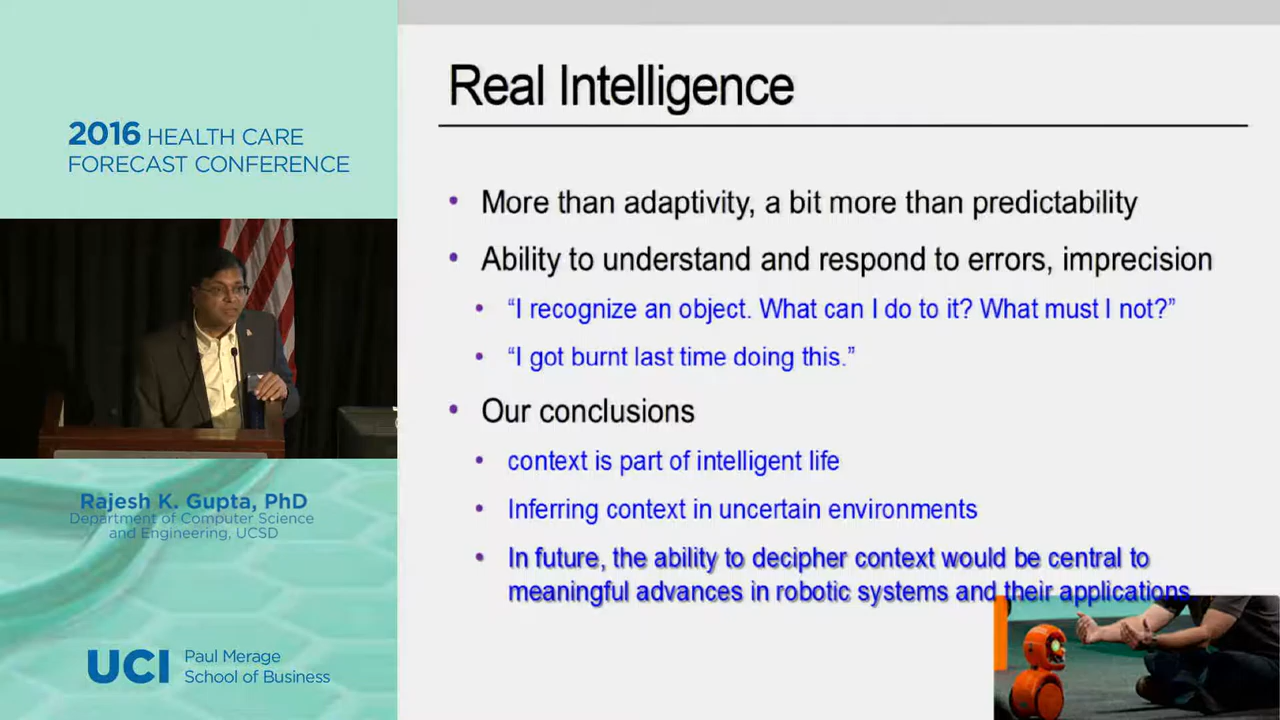 2016 HEALTH CARE
FORECAST CONFERENCE
Rajesh K. Gupta, PhD
Department of Computer Science
and Engineering, UCSD
UCI Paul Merage
School of Business
Real Intelligence
• More than adaptivity, a bit more than predictability
• Ability to understand and respond to errors, imprecision
• “I recognize an object. What can I do to it? What must I not?”
• “I got burnt last time doing this.”
• Our conclusions
• context is part of intelligent life
• Inferring context in uncertain environments
• In future, the ability to decipher context would be central to
meaningful advances in robotic systems and their applications.